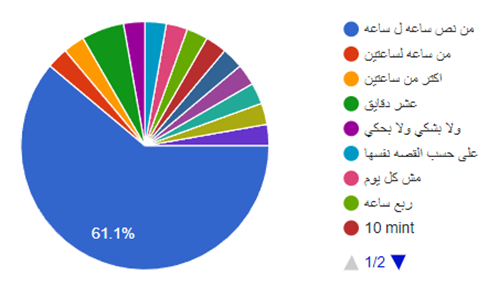 من نص ساعه ل ساعه
من ساعه لساعتين
اكثر من ساعتين
عشر دقايق
ولا بشكي ولا بحكي
على حسب القصه نفسها
مش كل يوم
ربع ساعه
10 mint
1/2
61.1%